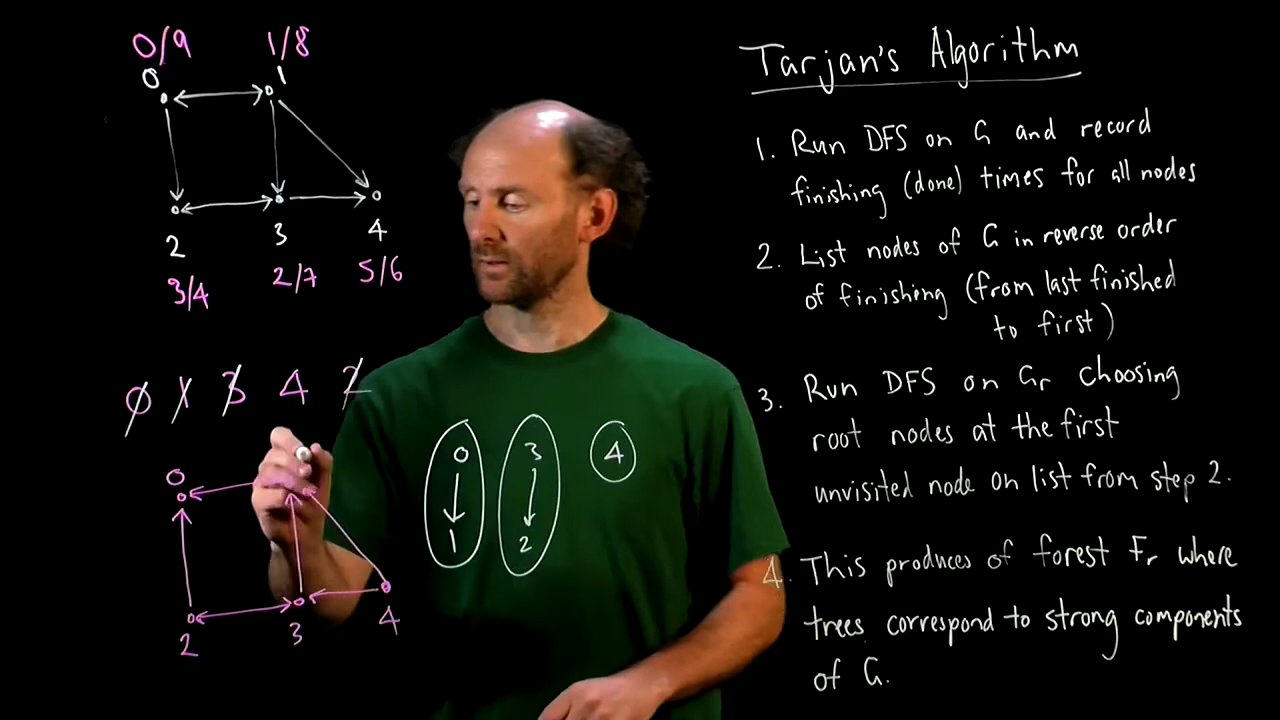 0/9 1/8
0 1
2 3 4
3/4 2/7 5/6
0 1 3 4 2
0
2 3 4
0 3 4
1 2
Tarjan's Algorithm
1. Run DFS on G and record
finishing (done) times for all nodes
2. List nodes of G in reverse order
of finishing (from last finished
to first)
3. Run DFS on Gr choosing
root nodes at the first
unvisited node on list from step 2.
4. This produces of forest Fr where
trees correspond to strong components
of G.